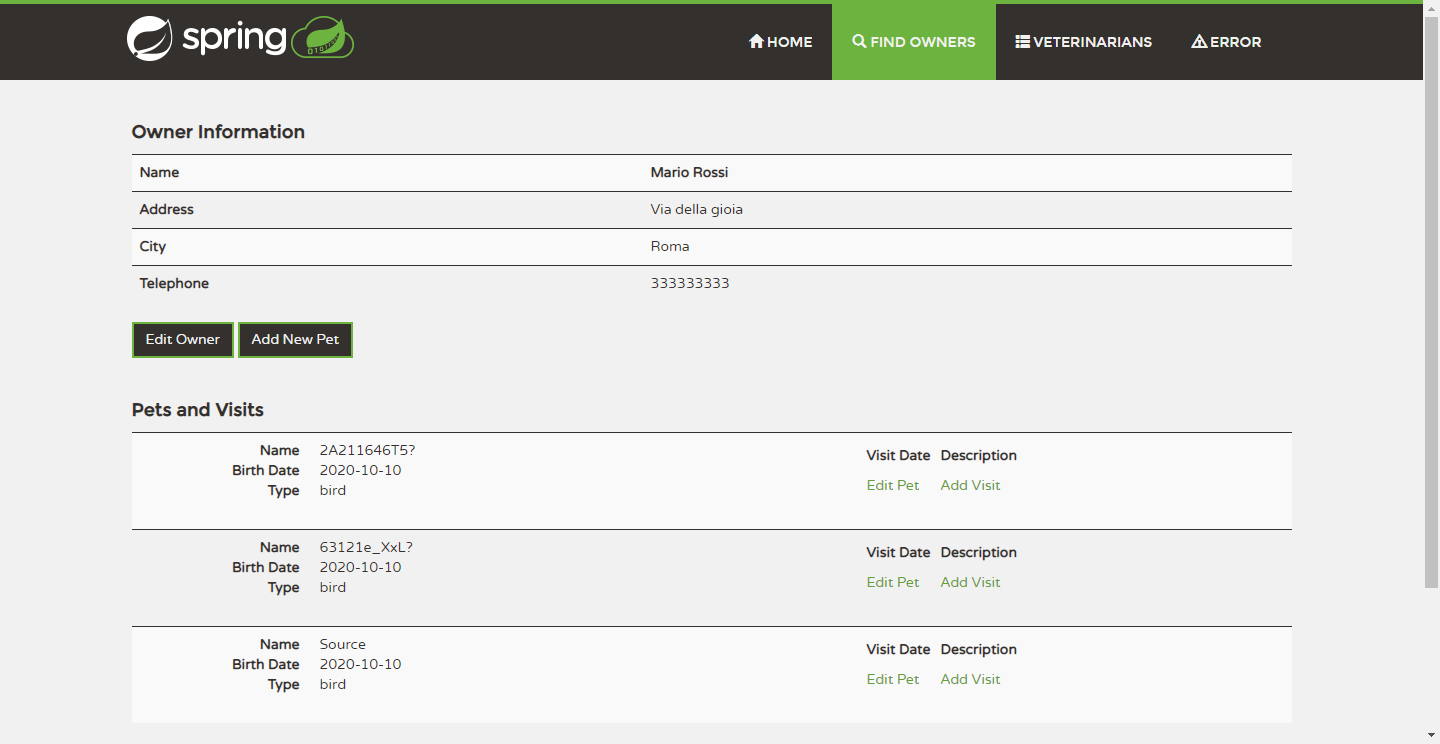 spring HOME FIND OWNERS VETERINARIANS ERROR
Owner Information
Name Mario Rossi
Address Via della gioia
City Roma
Telephone 333333333
Edit Owner Add New Pet
Pets and Visits
Name 2A211646T5? Visit Date Description
Birth Date 2020-10-10
Type bird Edit Pet Add Visit
Name 63121e_XxL? Visit Date Description
Birth Date 2020-10-10
Type bird Edit Pet Add Visit
Name Source Visit Date Description
Birth Date 2020-10-10
Type bird Edit Pet Add Visit